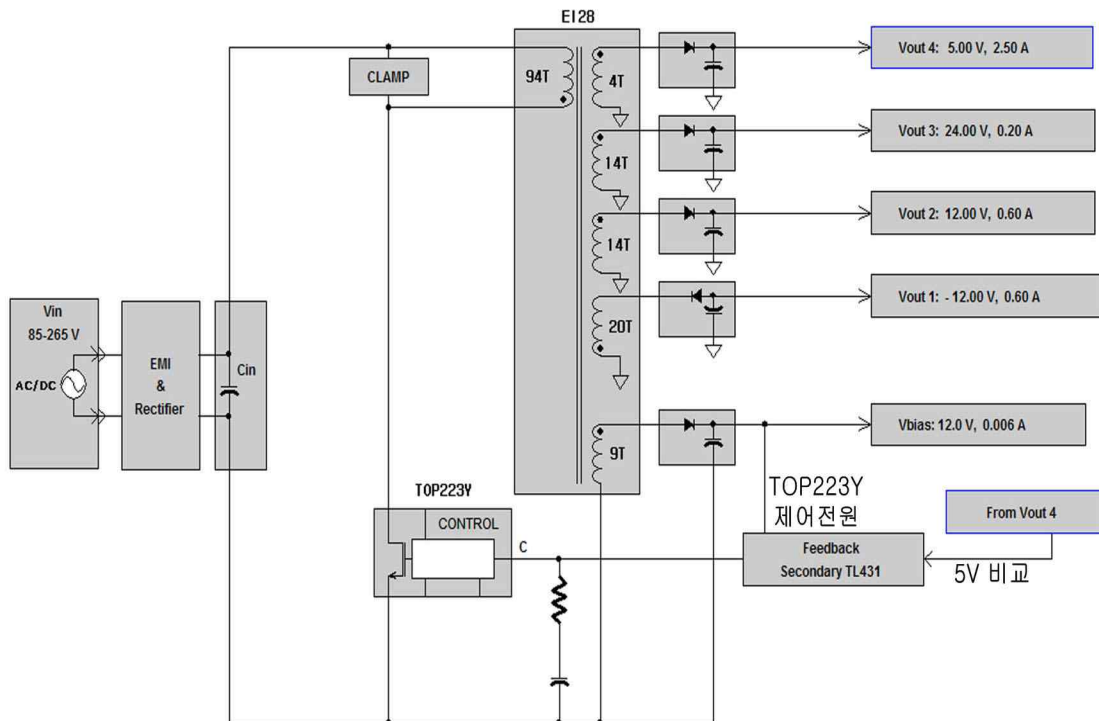 EI28
CLAMP
94T
4T
Vout 4: 5.00 V, 2.50 A
14T
Vout 3: 24.00 V, 0.20 A
14T
Vout 2: 12.00 V, 0.60 A
20T
Vout 1: - 12.00 V, 0.60 A
Vin
85-265 V
AC/DC
EMI
&
Rectifier
Cin
9T
Vbias: 12.0 V, 0.006 A
TOP223Y
CONTROL
C
TOP223Y
제어전원
From Vout 4
Feedback
Secondary TL431
5V 비교